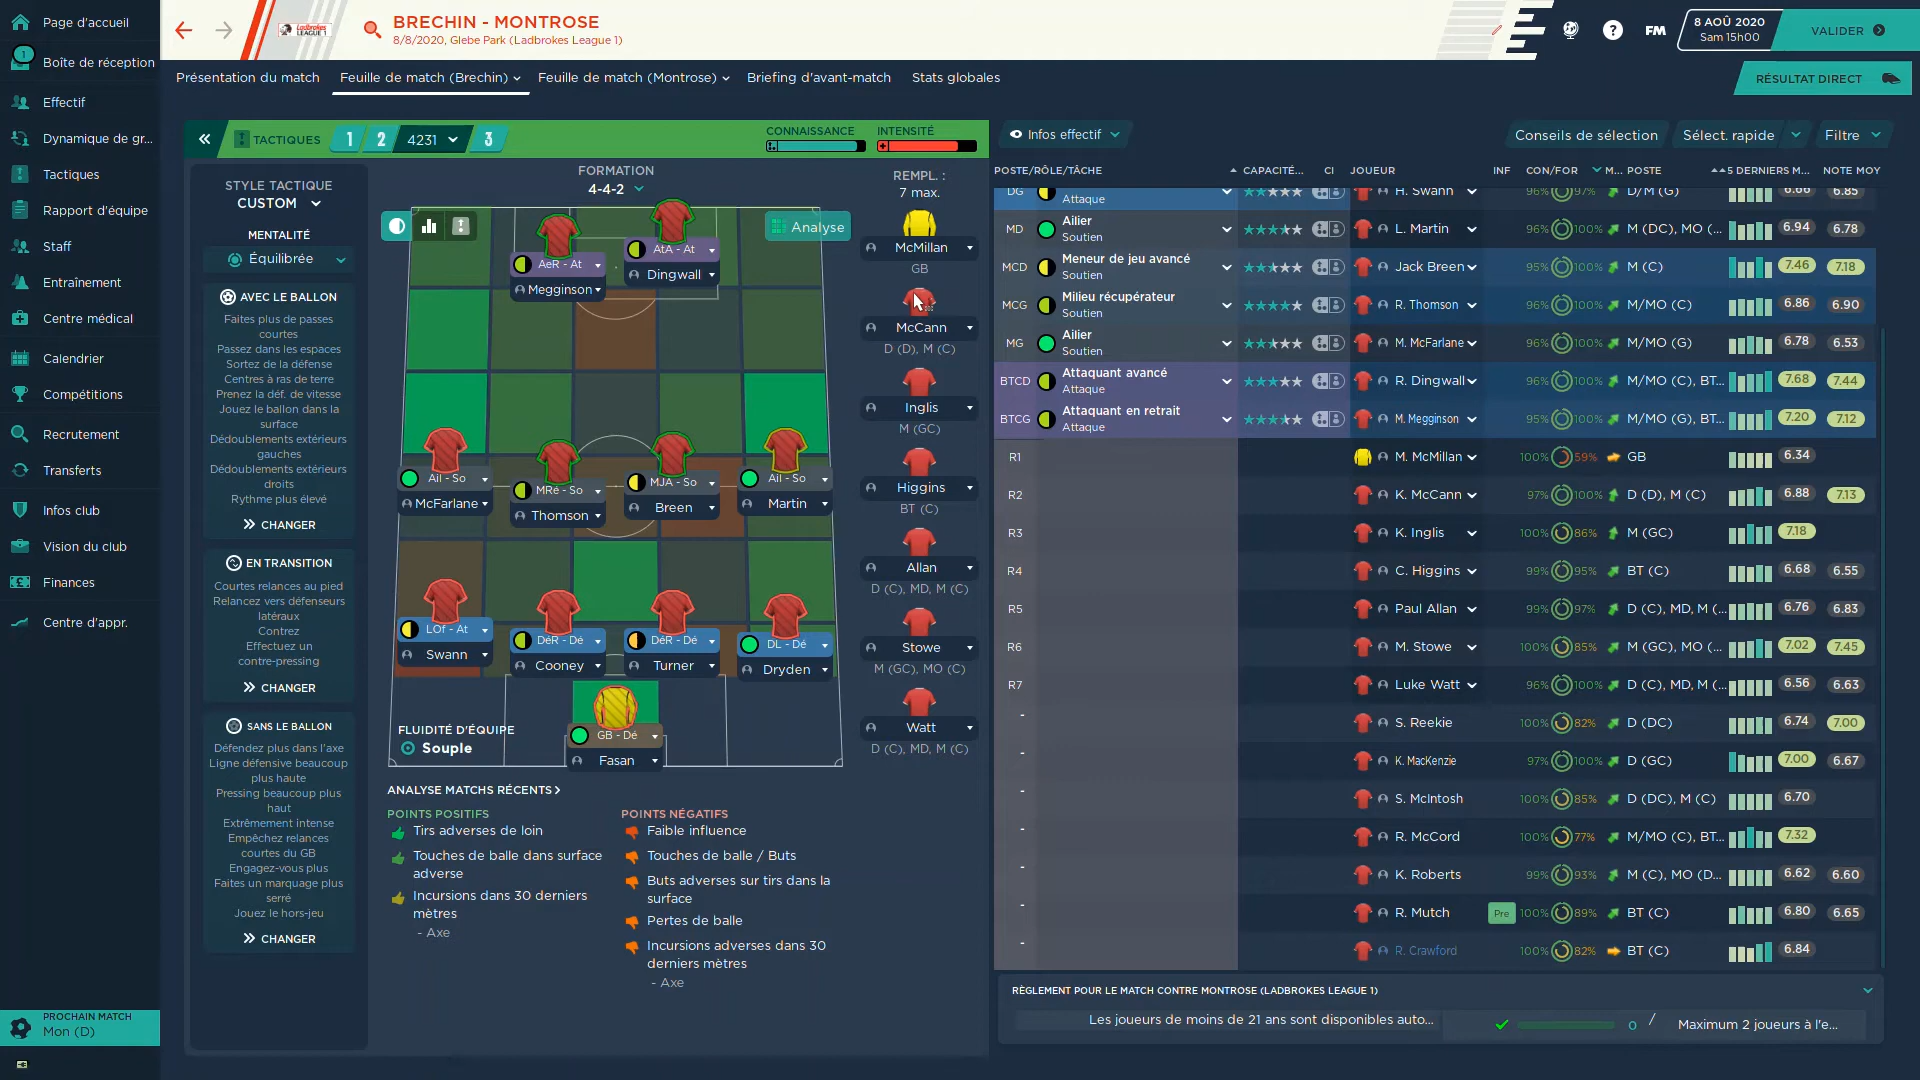 Page d'accueil
1
Boîte de réception
Effectif
Dynamique de gr...
Tactiques
Rapport d'équipe
Staff
Entraînement
Centre médical
Calendrier
Compétitions
Recrutement
Transferts
Infos club
Vision du club
Finances
Centre d'appr.
PROCHAIN MATCH
Mon (D)
Ladbrokes
LEAGUE 1
BRECHIN - MONTROSE
8/8/2020, Glebe Park (Ladbrokes League 1)
?
FM
8 AOÛ 2020
Sam 15h00
VALIDER
Présentation du match
Feuille de match (Brechin)
Feuille de match (Montrose)
Briefing d'avant-match
Stats globales
RÉSULTAT DIRECT
TACTIQUES
1
2
4231
3
CONNAISSANCE
INTENSITÉ
STYLE TACTIQUE
CUSTOM
MENTALITÉ
Équilibrée
AVEC LE BALLON
Faites plus de passes
courtes
Passez dans les espaces
Sortez de la défense
Centres à ras de terre
Prenez la déf. de vitesse
Jouez le ballon dans la
surface
Dédoublements extérieurs
gauches
Dédoublements extérieurs
droits
Rythme plus élevé
CHANGER
EN TRANSITION
Courtes relances au pied
Relancez vers défenseurs
latéraux
Contrez
Effectuez un
contre-pressing
CHANGER
SANS LE BALLON
Défendez plus dans l'axe
Ligne défensive beaucoup
plus haute
Pressing beaucoup plus
haut
Extrêmement intense
Empêchez relances
courtes du GB
Engagez-vous plus
Faites un marquage plus
serré
Jouez le hors-jeu
CHANGER
FORMATION
4-4-2
Analyse
AeR - At
Megginson
AtA - At
Dingwall
Ail - So
McFarlane
MRé - So
Thomson
MJA - So
Breen
Ail - So
Martin
LOf - At
Swann
DéR - Dé
Cooney
DéR - Dé
Turner
DL - Dé
Dryden
GB - Dé
Fasan
FLUIDITÉ D'ÉQUIPE
Souple
REMPL. :
7 max.
McMillan
GB
McCann
D (D), M (C)
Inglis
M (GC)
Higgins
BT (C)
Allan
D (C), MD, M (C)
Stowe
M (GC), MO (C)
Watt
D (C), MD, M (C)
ANALYSE MATCHS RÉCENTS
POINTS POSITIFS
Tirs adverses de loin
Touches de balle dans surface
adverse
Incursions dans 30 derniers
mètres
- Axe
POINTS NÉGATIFS
Faible influence
Touches de balle / Buts
Buts adverses sur tirs dans la
surface
Pertes de balle
Incursions adverses dans 30
derniers mètres
- Axe
Infos effectif
Conseils de sélection
Sélect. rapide
Filtre
POSTE/RÔLE/TÂCHE CAPACITÉ... CI JOUEUR INF CON/FOR M... POSTE 5 DERNIERS M... NOTE MOY
DG Attaque H. Swann 96% 97% D/M (G) 6.66 6.85
MD Ailier Soutien L. Martin 96% 100% M (DC), MO (... 6.94 6.78
MCD Meneur de jeu avancé Soutien Jack Breen 95% 100% M (C) 7.46 7.18
MCG Milieu récupérateur Soutien R. Thomson 96% 100% M/MO (C) 6.86 6.90
MG Ailier Soutien M. McFarlane 96% 100% M/MO (G) 6.78 6.53
BTCD Attaquant avancé Attaque R. Dingwall 96% 100% M/MO (C), BT... 7.68 7.44
BTCG Attaquant en retrait Attaque M. Megginson 95% 100% M/MO (G), BT... 7.20 7.12
R1 M. McMillan 100% 59% GB 6.34
R2 K. McCann 97% 100% D (D), M (C) 6.88 7.13
R3 K. Inglis 100% 86% M (GC) 7.18
R4 C. Higgins 99% 95% BT (C) 6.68 6.55
R5 Paul Allan 99% 97% D (C), MD, M (... 6.76 6.83
R6 M. Stowe 100% 85% M (GC), MO (... 7.02 7.45
R7 Luke Watt 96% 100% D (C), MD, M (... 6.56 6.63
- S. Reekie 100% 82% D (DC) 6.74 7.00
- K. MacKenzie 97% 100% D (GC) 7.00 6.67
- S. McIntosh 100% 85% D (DC), M (C) 6.70
- R. McCord 100% 77% M/MO (C), BT... 7.32
- K. Roberts 99% 93% M (C), MO (D... 6.62 6.60
- R. Mutch Pre 100% 89% BT (C) 6.80 6.65
- R. Crawford 100% 82% BT (C) 6.84
RÈGLEMENT POUR LE MATCH CONTRE MONTROSE (LADBROKES LEAGUE 1)
Les joueurs de moins de 21 ans sont disponibles auto...
0 /
Maximum 2 joueurs à l'e...